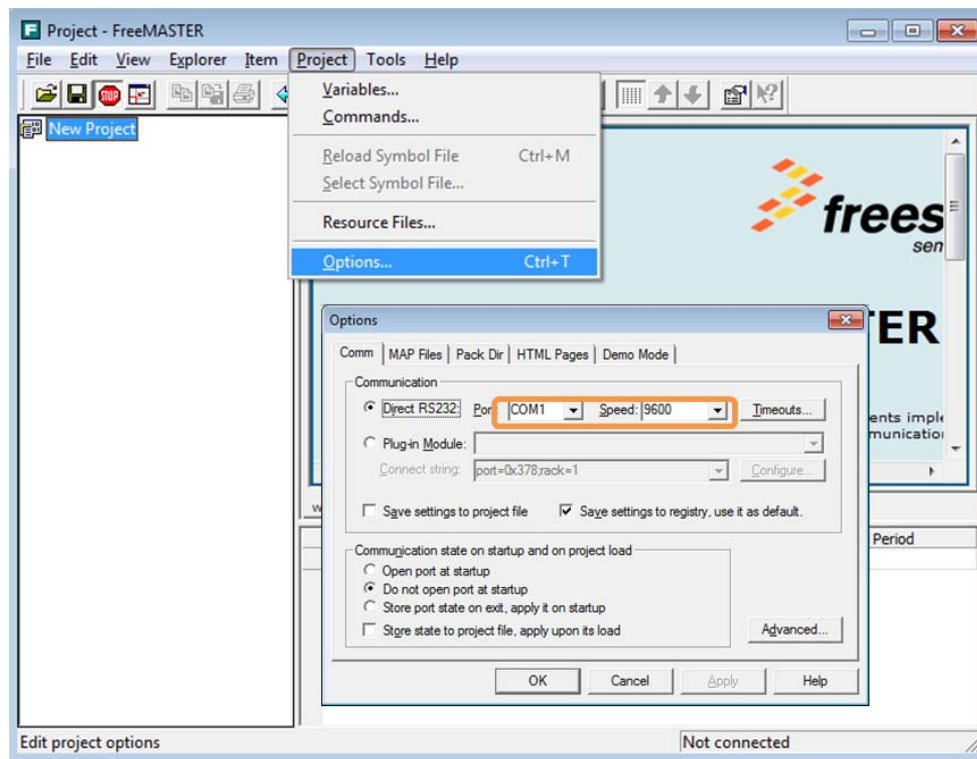 Project - FreeMASTER
File Edit View Explorer Item Project Tools Help
STOP
New Project
Variables...
Commands...
Reload Symbol File Ctrl+M
Select Symbol File...
Resource Files...
Options... Ctrl+T
frees
sen
TER
Options
Comm MAP Files Pack Dir HTML Pages Demo Mode
Communication
Direct RS232: Por COM1 Speed: 9600 Timeouts...
Plug-in Module:
Connect string: port=0x378;rack=1 Configure...
Save settings to project file Save settings to registry, use it as default.
ents imple
municatio
w
Period
Communication state on startup and on project load
Open port at startup
Do not open port at startup
Store port state on exit, apply it on startup
Store state to project file, apply upon its load Advanced...
OK Cancel Apply Help
Edit project options Not connected